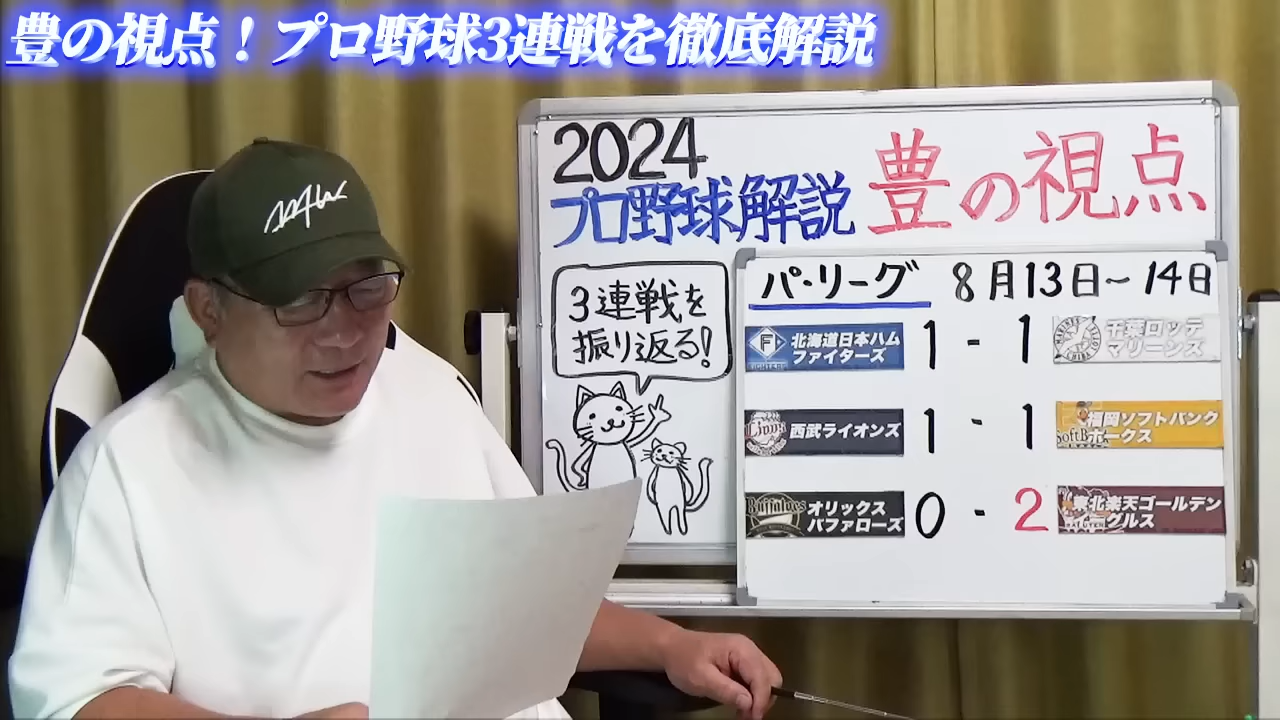 豊の視点！プロ野球3連戦を徹底解説
2024
プロ野球解説 豊の視点
3連戦を
振り返る!
パ・リーグ 8月13日～14日
北海道日本ハム
ファイターズ
FIGHTERS
1 - 1
千葉ロッテ
マリーンズ
Lions
西武ライオンズ
1 - 1
福岡ソフトバンク
ホークス
Buffaloes
オリックス
バファローズ
0 - 2
東北楽天ゴールデン
グルス